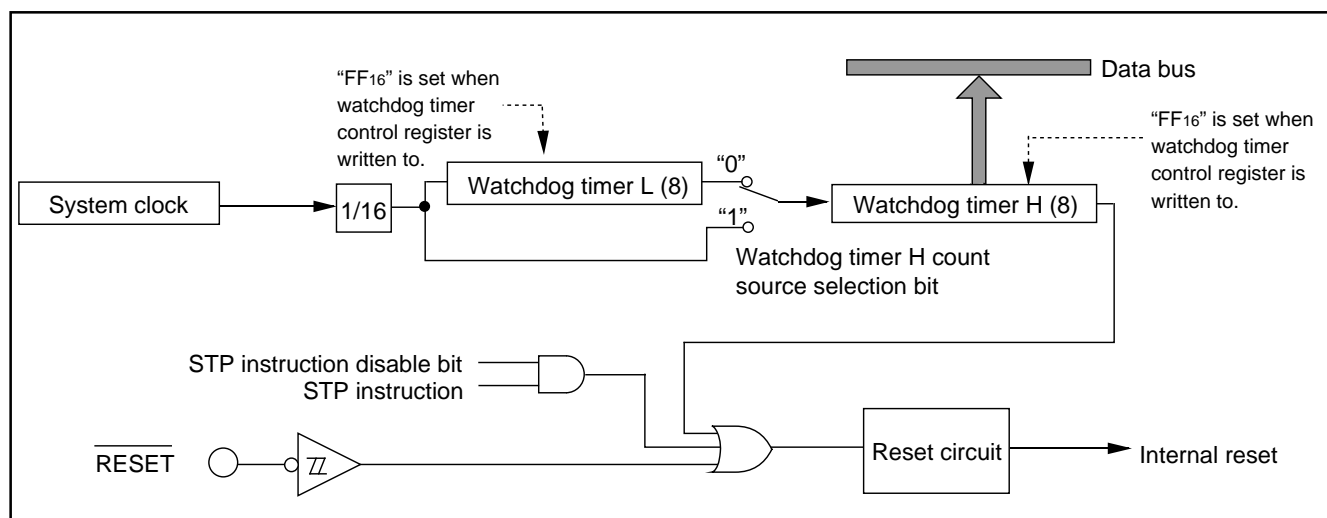 “FF16” is set when
watchdog timer
control register is
written to.
Data bus
“FF16” is set when
watchdog timer
control register is
written to.
System clock
1/16
Watchdog timer L (8)
“0”
“1”
Watchdog timer H (8)
Watchdog timer H count
source selection bit
STP instruction disable bit
STP instruction
RESET
Reset circuit
Internal reset